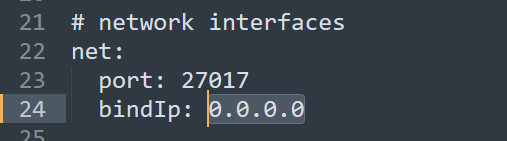 21 # network interfaces
22 net:
23   port: 27017
24   bindIp: 0.0.0.0
25